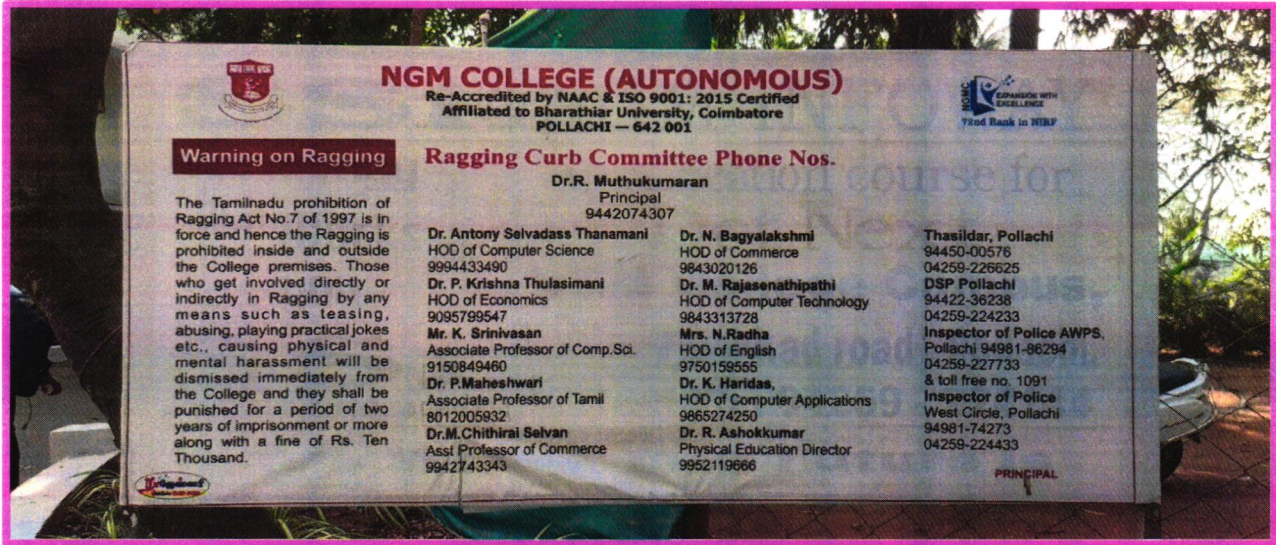 NGM COLLEGE (AUTONOMOUS)
Re-Accredited by NAAC & ISO 9001: 2015 Certified
Affiliated to Bharathiar University, Coimbatore
POLLACHI — 642 001
NGMC
EXPANSION WITH
EXCELLENCE
72nd Rank in NIRF
Warning on Ragging
The Tamilnadu prohibition of
Ragging Act No.7 of 1997 is in
force and hence the Ragging is
prohibited inside and outside
the College premises. Those
who get involved directly or
indirectly in Ragging by any
means such as teasing,
abusing, playing practical jokes
etc., causing physical and
mental harassment will be
dismissed immediately from
the College and they shall be
punished for a period of two
years of imprisonment or more
along with a fine of Rs. Ten
Thousand.
Ragging Curb Committee Phone Nos.
Dr.R. Muthukumaran
Principal
9442074307
Dr. Antony Selvadass Thanamani
HOD of Computer Science
9994433490
Dr. P. Krishna Thulasimani
HOD of Economics
9095799547
Mr. K. Srinivasan
Associate Professor of Comp.Sci.
9150849460
Dr. P.Maheshwari
Associate Professor of Tamil
8012005932
Dr.M.Chithirai Selvan
Asst Professor of Commerce
9942743343
Dr. N. Bagyalakshmi
HOD of Commerce
9843020126
Dr. M. Rajasenathipathi
HOD of Computer Technology
9843313728
Mrs. N.Radha
HOD of English
9750159555
Dr. K. Haridas,
HOD of Computer Applications
9865274250
Dr. R. Ashokkumar
Physical Education Director
9952119666
Thasildar, Pollachi
94450-00576
04259-226625
DSP Pollachi
94422-36238
04259-224233
Inspector of Police AWPS,
Pollachi 94981-86294
04259-227733
& toll free no. 1091
Inspector of Police
West Circle, Pollachi
94981-74273
04259-224433
PRINCIPAL